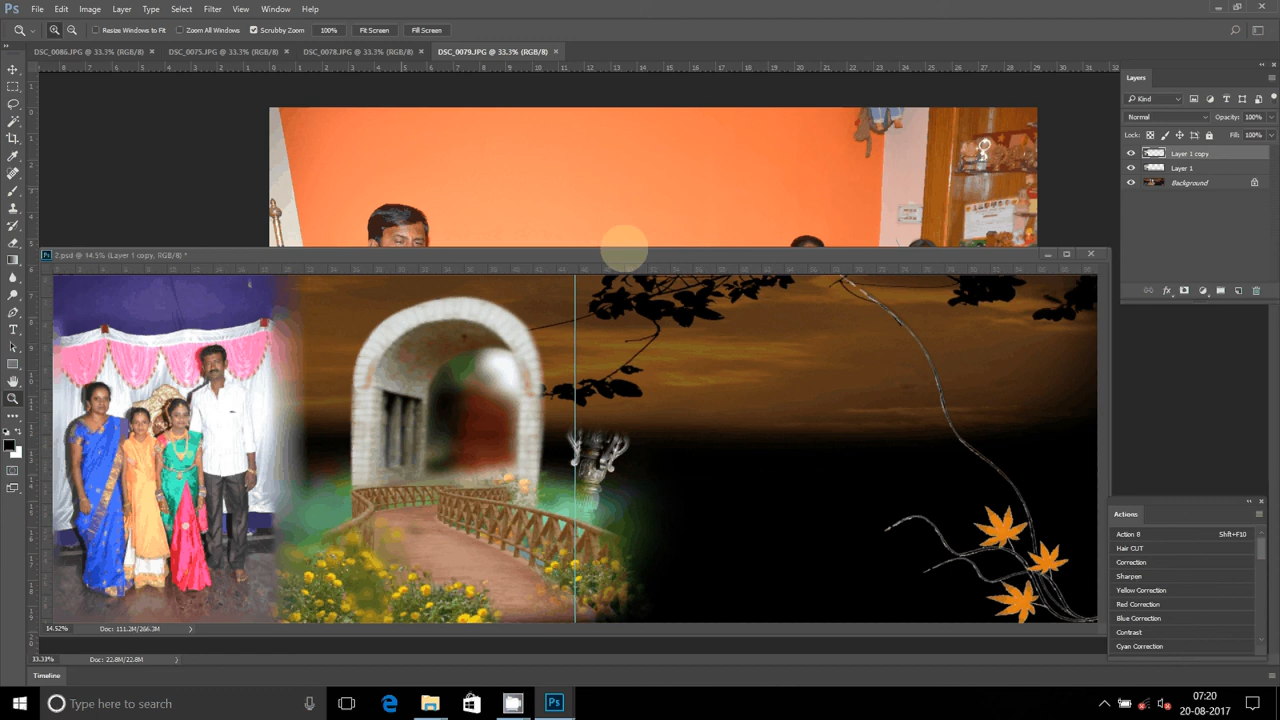 Ps File Edit Image Layer Type Select Filter View Window Help
Resize Windows to Fit Zoom All Windows Scrubby Zoom 100% Fit Screen Fill Screen
DSC_0086.JPG @ 33.3% (RGB/8) × DSC_0075.JPG @ 33.3% (RGB/8) × DSC_0078.JPG @ 33.3% (RGB/8) × DSC_0079.JPG @ 33.3% (RGB/8) ×
Layers
Kind
Normal Opacity: 100%
Lock: Fill: 100%
Layer 1 copy
Layer 1
Background
2.psd @ 14.5% (Layer 1 copy, RGB/8) *
fx
Actions
Action 8 Shft+F10
Hair CUT
Correction
Sharpen
Yellow Correction
Red Correction
Blue Correction
Contrast
Cyan Correction
14.52% Doc: 111.2M/266.3M
33.33% Doc: 22.8M/22.8M
Timeline
Type here to search
Ps
07:20
20-08-2017